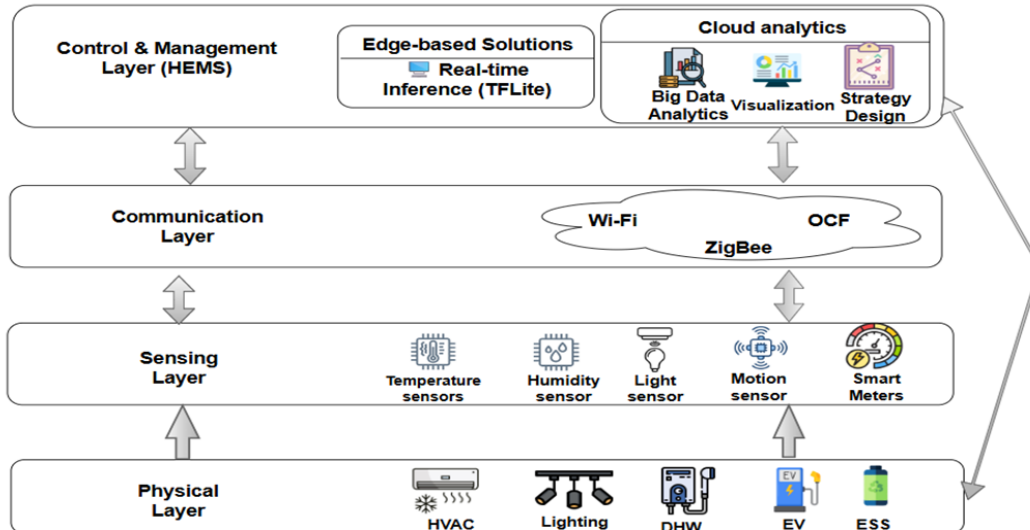 Control & Management
Layer (HEMS)
Edge-based Solutions
Real-time
Inference (TFLite)
Cloud analytics
Big Data
Analytics
Visualization
Strategy
Design
Communication
Layer
Wi-Fi
OCF
ZigBee
Sensing
Layer
Temperature
sensors
Humidity
sensor
Light
sensor
Motion
sensor
Smart
Meters
Physical
Layer
HVAC
Lighting
DHW
EV
EV
ESS